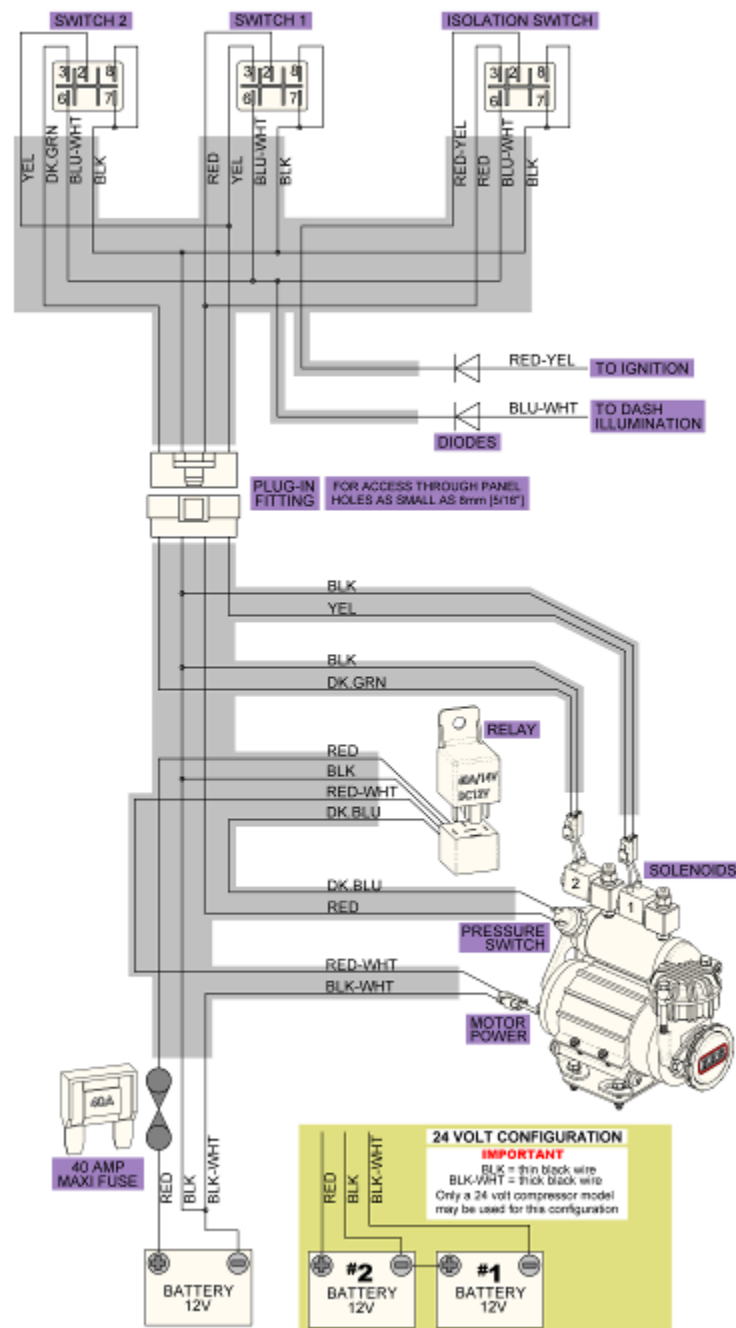 SWITCH 2
SWITCH 1
ISOLATION SWITCH
3 2 8
6 7
3 2 8
6 7
3 2 8
6 7
YEL
DK.GRN
BLU-WHT
BLK
RED
YEL
BLU-WHT
BLK
RED-YEL
RED
BLU-WHT
BLK
RED-YEL
TO IGNITION
BLU-WHT
TO DASH
ILLUMINATION
DIODES
PLUG-IN
FITTING
FOR ACCESS THROUGH PANEL
HOLES AS SMALL AS 8mm [5/16"]
BLK
YEL
BLK
DK.GRN
RELAY
RED
BLK
RED-WHT
DK.BLU
40A/14V
DC12V
SOLENOIDS
2
1
DK.BLU
RED
PRESSURE
SWITCH
RED-WHT
BLK-WHT
MOTOR
POWER
40A
40 AMP
MAXI FUSE
RED
BLK
BLK-WHT
BATTERY
12V
24 VOLT CONFIGURATION
IMPORTANT
BLK = thin black wire
BLK-WHT = thick black wire
Only a 24 volt compressor model
may be used for this configuration
RED
BLK
BLK-WHT
#2
BATTERY
12V
#1
BATTERY
12V